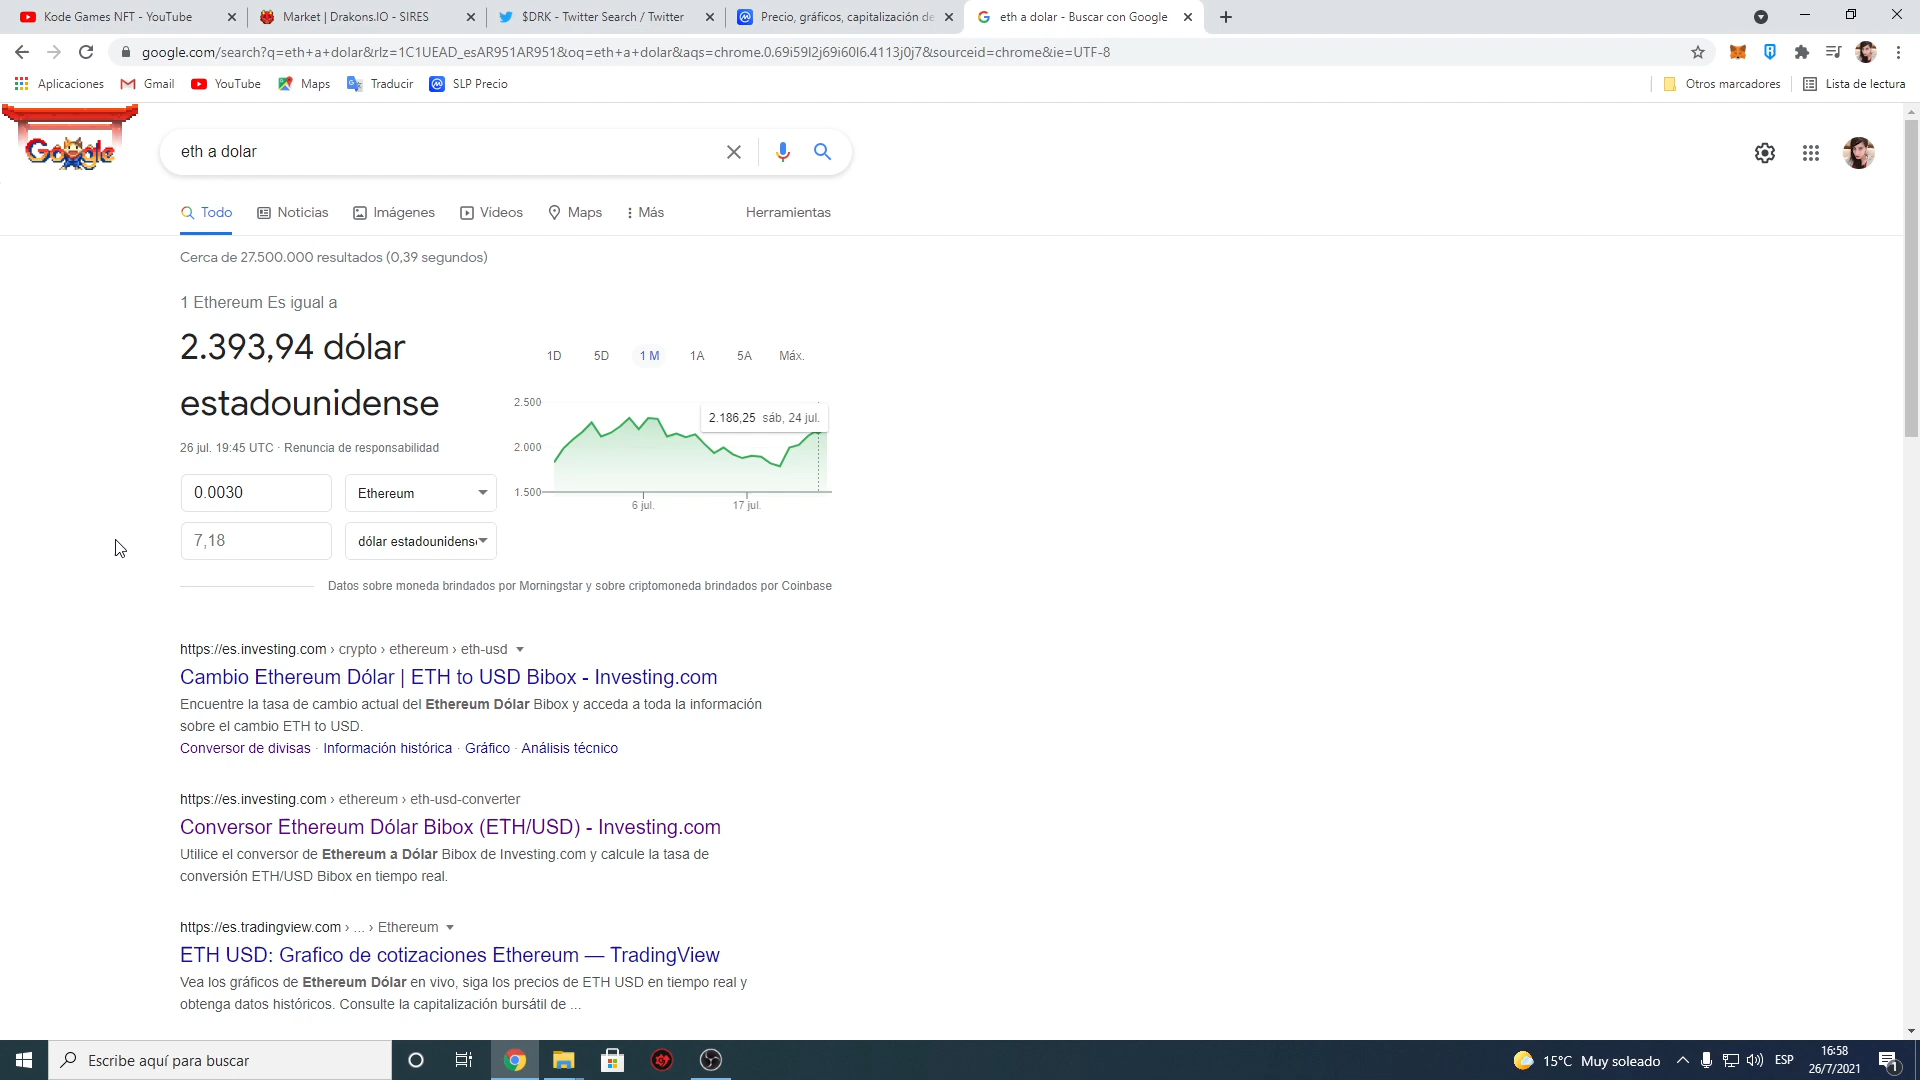 Kode Games NFT - YouTube
Market | Drakons.IO - SIRES
$DRK - Twitter Search / Twitter
Precio, gráficos, capitalización de
eth a dolar - Buscar con Google
google.com/search?q=eth+a+dolar&rlz=1C1UEAD_esAR951AR951&oq=eth+a+dolar&aqs=chrome.0.69i59l2j69i60l6.4113j0j7&sourceid=chrome&ie=UTF-8
Aplicaciones
Gmail
YouTube
Maps
Traducir
SLP Precio
Otros marcadores
Lista de lectura
Google
eth a dolar
Todo
Noticias
Imágenes
Videos
Maps
Más
Herramientas
Cerca de 27.500.000 resultados (0,39 segundos)
1 Ethereum Es igual a
2.393,94 dólar
estadounidense
26 jul. 19:45 UTC · Renuncia de responsabilidad
0.0030
Ethereum
7,18
dólar estadounidens
1D
5D
1 M
1A
5A
Máx.
2.500
2.186,25 sáb, 24 jul.
2.000
1.500
6 jul.
17 jul.
Datos sobre moneda brindados por Morningstar y sobre criptomoneda brindados por Coinbase
https://es.investing.com › crypto › ethereum › eth-usd
Cambio Ethereum Dólar | ETH to USD Bibox - Investing.com
Encuentre la tasa de cambio actual del Ethereum Dólar Bibox y acceda a toda la información
sobre el cambio ETH to USD.
Conversor de divisas · Información histórica · Gráfico · Análisis técnico
https://es.investing.com › ethereum › eth-usd-converter
Conversor Ethereum Dólar Bibox (ETH/USD) - Investing.com
Utilice el conversor de Ethereum a Dólar Bibox de Investing.com y calcule la tasa de
conversión ETH/USD Bibox en tiempo real.
https://es.tradingview.com › ... › Ethereum
ETH USD: Grafico de cotizaciones Ethereum — TradingView
Vea los gráficos de Ethereum Dólar en vivo, siga los precios de ETH USD en tiempo real y
obtenga datos históricos. Consulte la capitalización bursátil de ...
Escribe aquí para buscar
15°C Muy soleado
ESP
16:58
26/7/2021
1